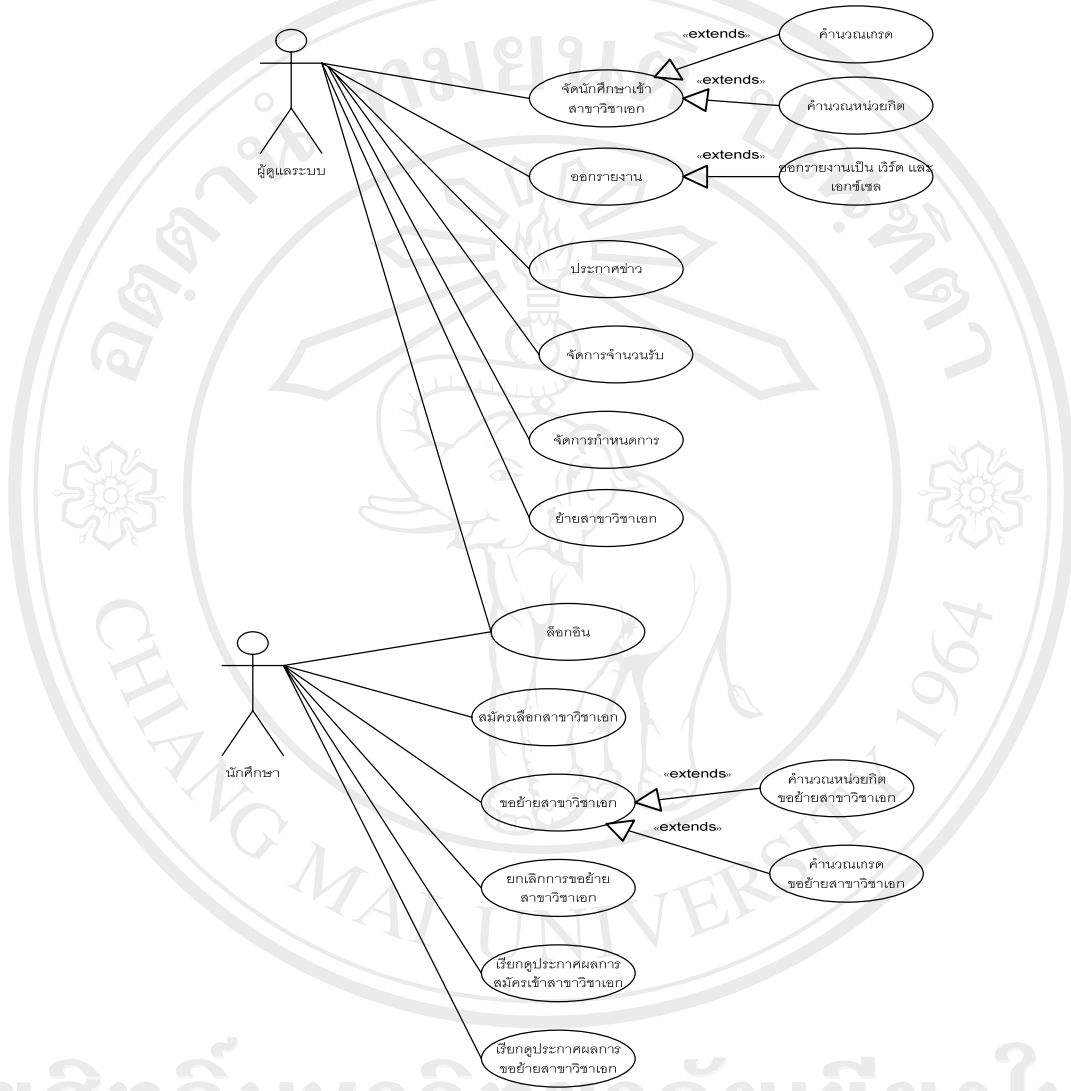 «extends»
คำนวณเกรด
จัดนักศึกษาเข้า
สาขาวิชาเอก
«extends»
คำนวณหน่วยกิต
ผู้ดูแลระบบ
ออกรายงาน
«extends»
ออกรายงานเป็น เวิร์ด และ
เอกซ์เซล
ประกาศข่าว
จัดการจำนวนรับ
จัดการกำหนดการ
ย้ายสาขาวิชาเอก
ล็อกอิน
สมัครเลือกสาขาวิชาเอก
นักศึกษา
ขอย้ายสาขาวิชาเอก
«extends»
คำนวณหน่วยกิต
ขอย้ายสาขาวิชาเอก
«extends»
คำนวณเกรด
ขอย้ายสาขาวิชาเอก
ยกเลิกการขอย้าย
สาขาวิชาเอก
เรียกดูประกาศผลการ
สมัครเข้าสาขาวิชาเอก
เรียกดูประกาศผลการ
ขอย้ายสาขาวิชาเอก
CHIANG MAI UNIVERSITY 1964